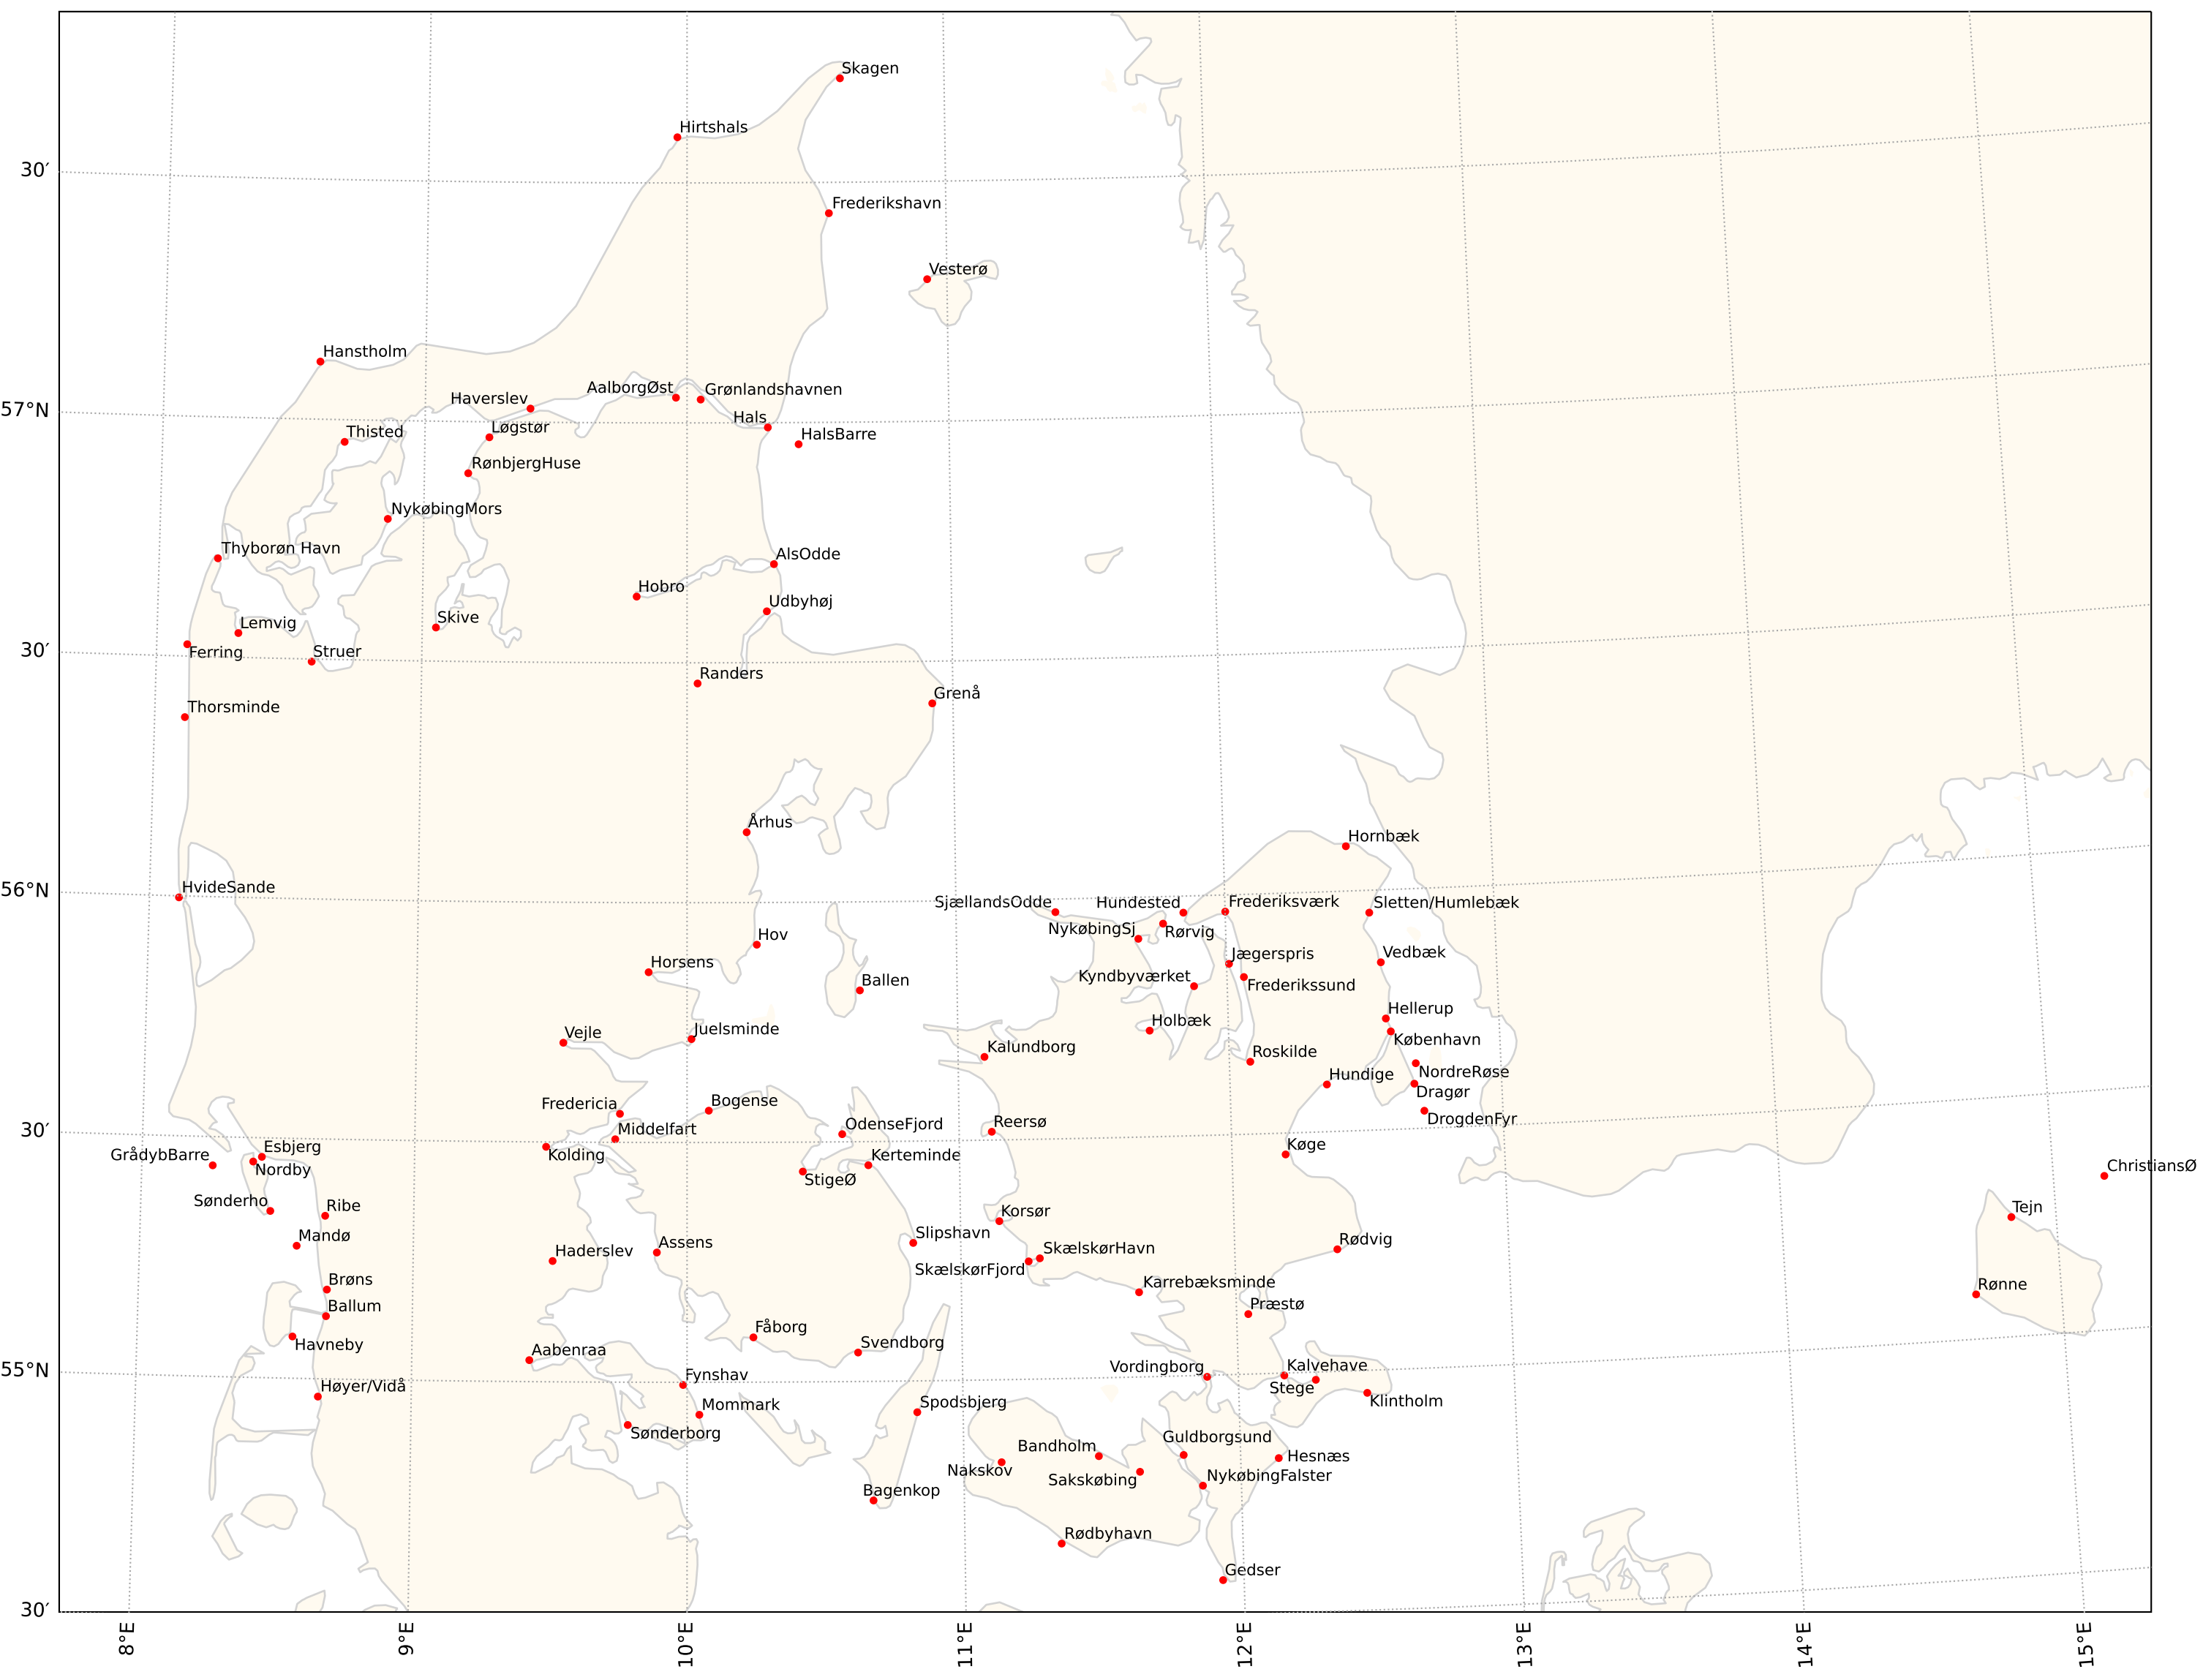 Skagen
Hirtshals
30′
Frederikshavn
Vesterø
Hanstholm
AalborgØst
Grønlandshavnen
Haverslev
57°N
Hals
Løgstør
Thisted
HalsBarre
RønbjergHuse
NykøbingMors
Thyborøn Havn
AlsOdde
Hobro
Udbyhøj
Skive
Lemvig
Ferring
Struer
30′
Randers
Grenå
Thorsminde
Århus
Hornbæk
HvideSande
56°N
SjællandsOdde
Hundested
Frederiksværk
Sletten/Humlebæk
NykøbingSj
Rørvig
Hov
Jægerspris
Vedbæk
Horsens
Kyndbyværket
Frederikssund
Ballen
Hellerup
Holbæk
Juelsminde
Vejle
København
Kalundborg
Roskilde
NordreRøse
Hundige
Dragør
Fredericia
Bogense
DrogdenFyr
Reersø
OdenseFjord
Middelfart
30′
Køge
Esbjerg
GrådybBarre
Kolding
Kerteminde
Nordby
ChristiansØ
StigeØ
Sønderho
Ribe
Korsør
Tejn
Mandø
Slipshavn
Rødvig
Assens
Haderslev
SkælskørHavn
SkælskørFjord
Brøns
Karrebæksminde
Rønne
Ballum
Præstø
Fåborg
Havneby
Svendborg
Aabenraa
Vordingborg
Kalvehave
55°N
Fynshav
Høyer/Vidå
Stege
Klintholm
Mommark
Spodsbjerg
Sønderborg
Guldborgsund
Bandholm
Hesnæs
Nakskov
Sakskøbing
NykøbingFalster
Bagenkop
Rødbyhavn
Gedser
30′
8°E
9°E
10°E
11°E
12°E
13°E
14°E
15°E